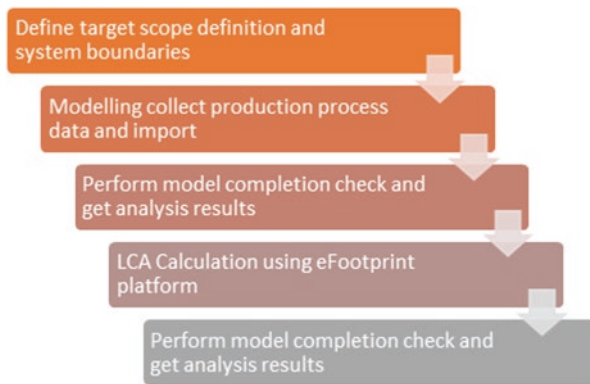 Define target scope definition and
system boundaries
Modelling collect production process
data and import
Perform model completion check and
get analysis results
LCA Calculation using eFootprint
platform
Perform model completion check and
get analysis results